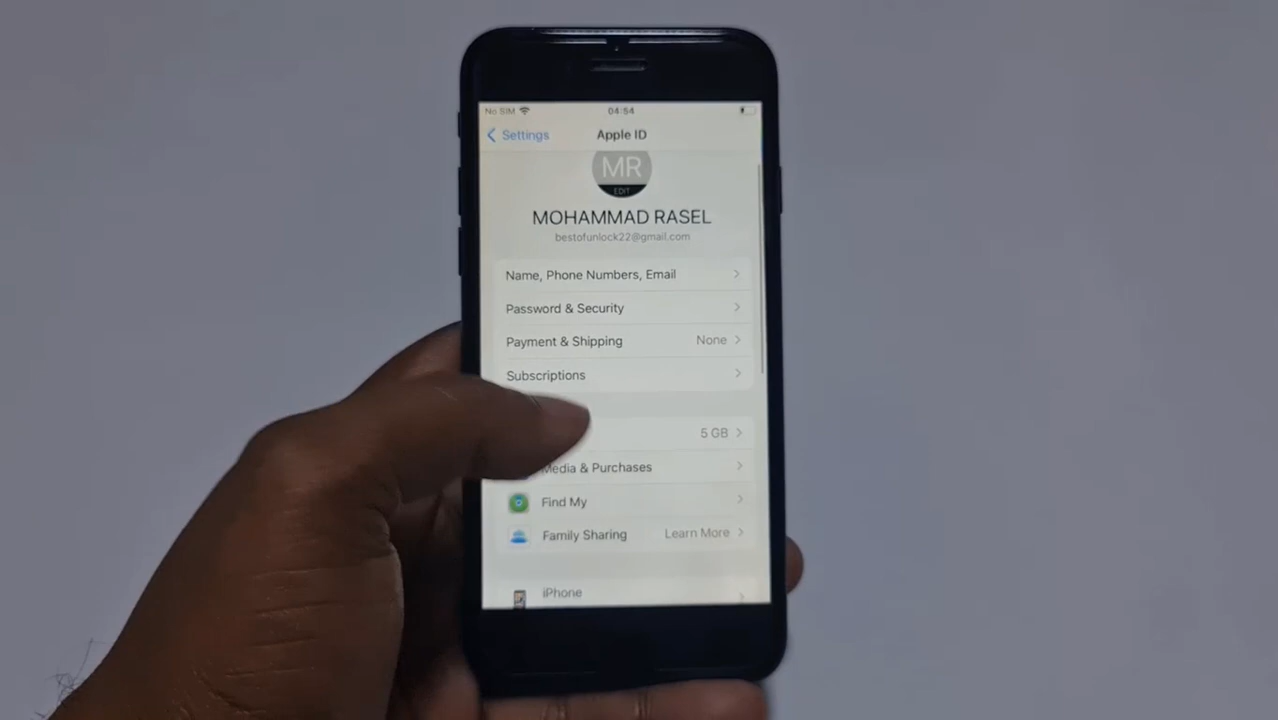 No SIM 04:54
Settings Apple ID
MR
EDIT
MOHAMMAD RASEL
bestofunlock22@gmail.com
Name, Phone Numbers, Email
Password & Security
Payment & Shipping None
Subscriptions
5 GB
Media & Purchases
Find My
Family Sharing Learn More
iPhone